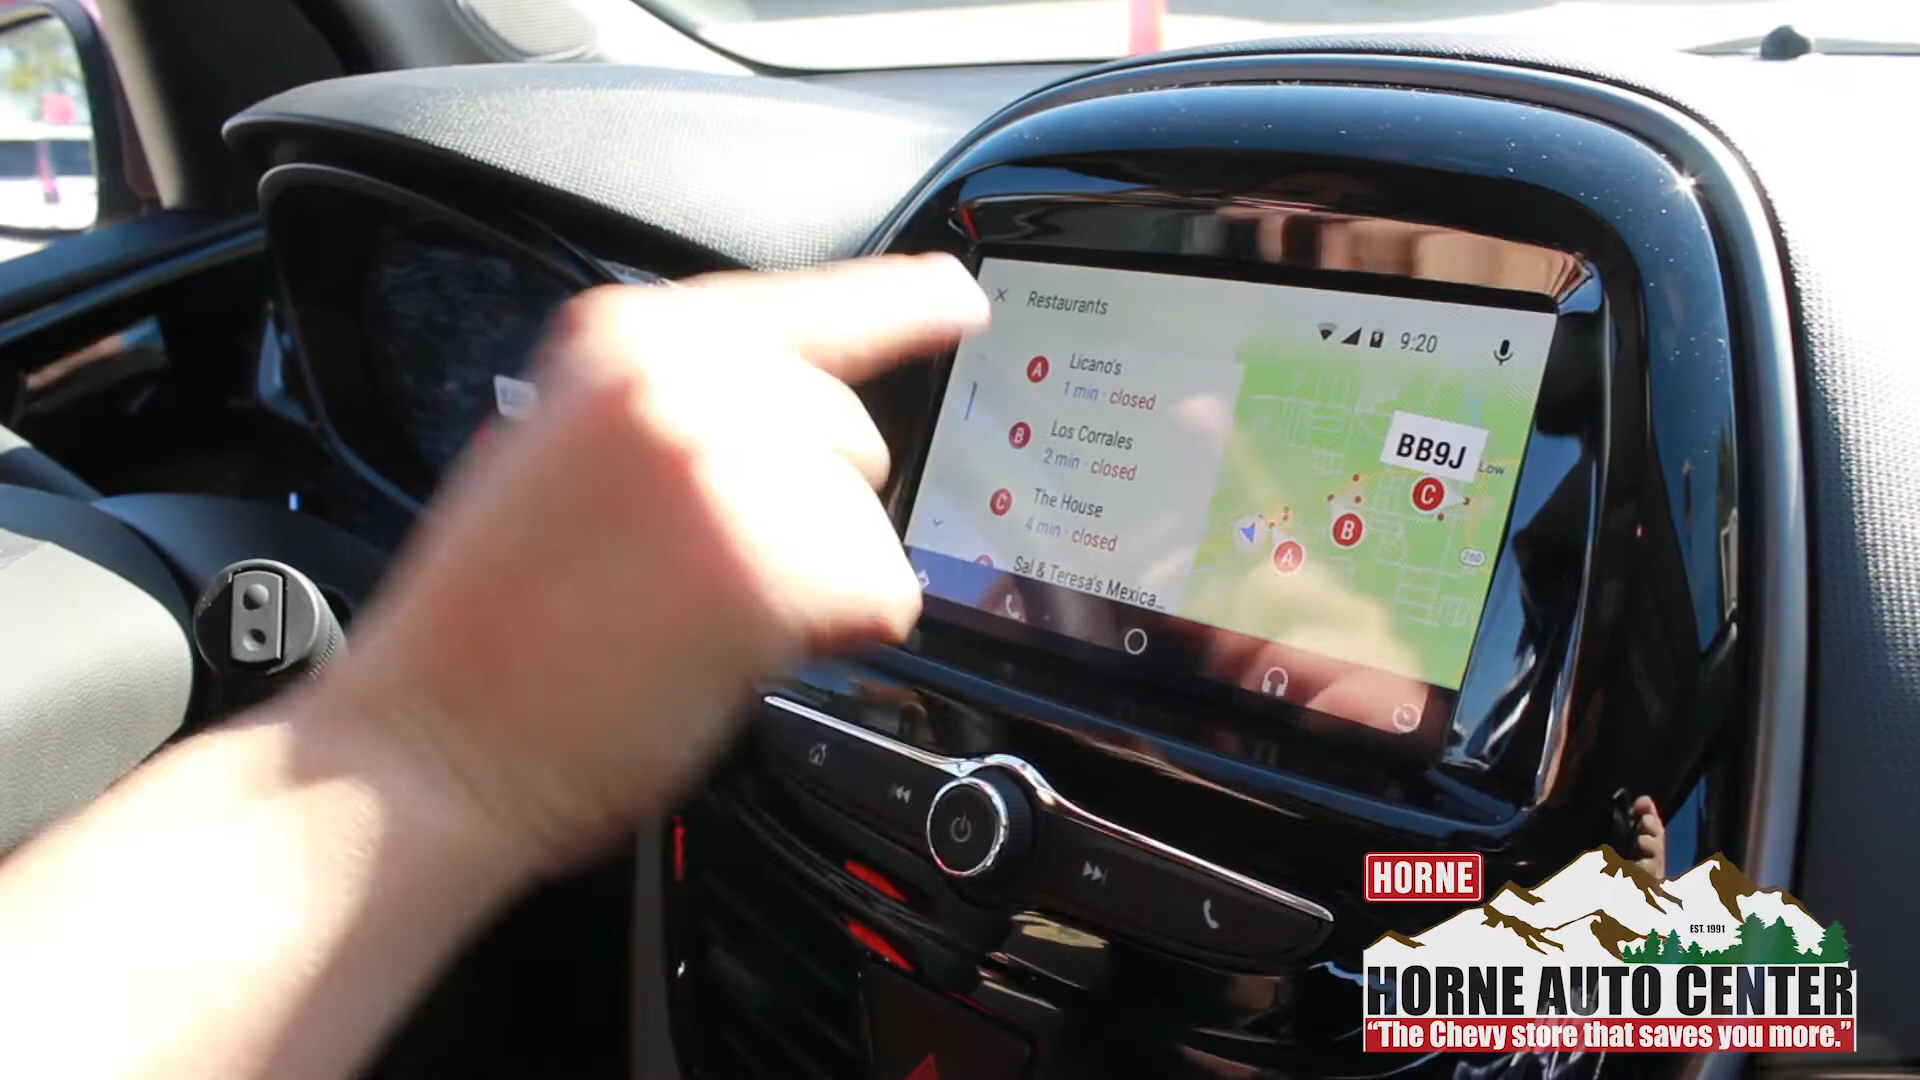 Restaurants
9:20
A
Licano's
1 min · closed
B
Los Corrales
2 min · closed
C
The House
4 min · closed
Sal & Teresa's Mexica...
BB9J
Low
C
B
A
260
HORNE
EST. 1991
HORNE AUTO CENTER
“The Chevy store that saves you more.”